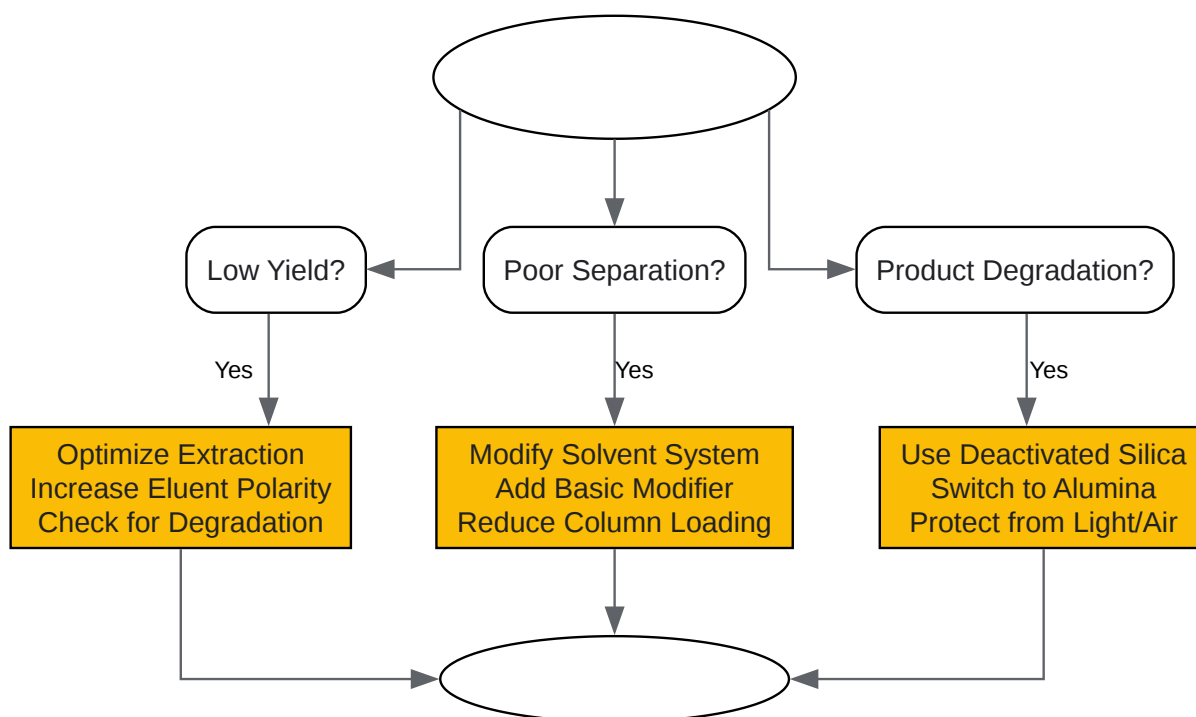 Low Yield?
Poor Separation?
Product Degradation?
Yes
Yes
Yes
Optimize Extraction
Increase Eluent Polarity
Check for Degradation
Modify Solvent System
Add Basic Modifier
Reduce Column Loading
Use Deactivated Silica
Switch to Alumina
Protect from Light/Air